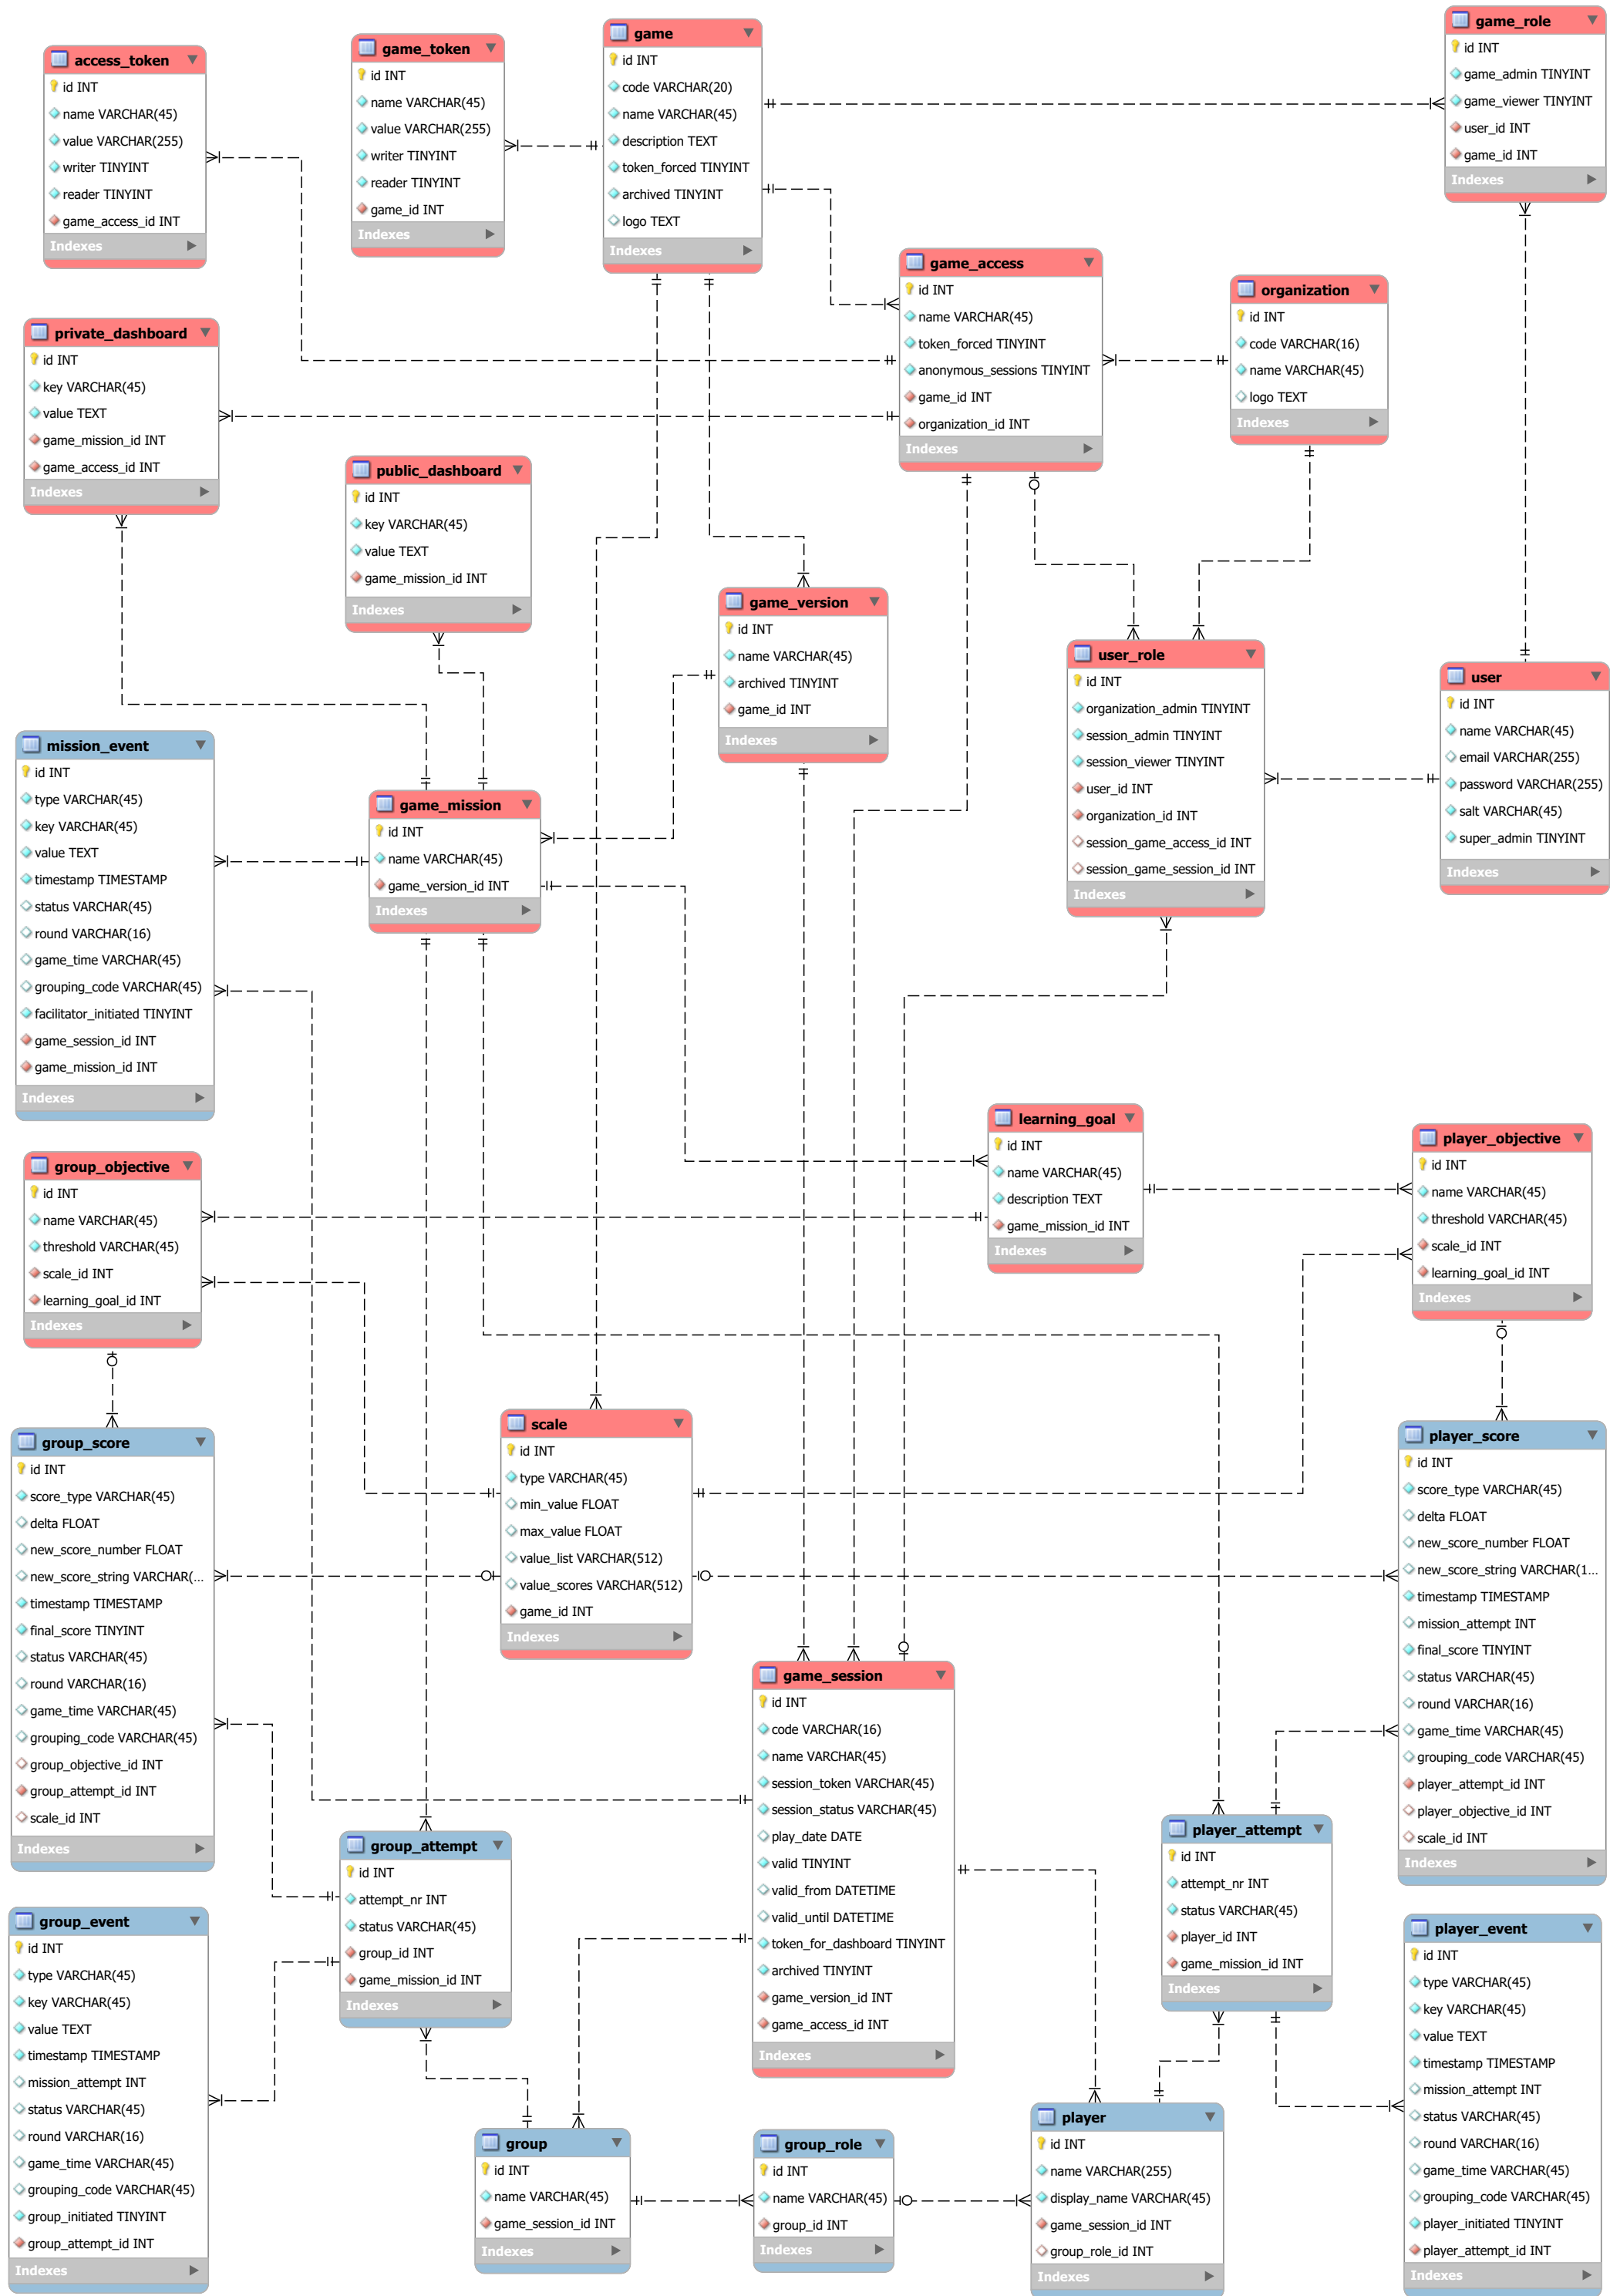 game_role
id INT
game_admin TINYINT
game_viewer TINYINT
user_id INT
game_id INT
Indexes
game
id INT
code VARCHAR(20)
name VARCHAR(45)
description TEXT
token_forced TINYINT
archived TINYINT
logo TEXT
Indexes
game_token
id INT
name VARCHAR(45)
value VARCHAR(255)
writer TINYINT
reader TINYINT
game_id INT
Indexes
access_token
id INT
name VARCHAR(45)
value VARCHAR(255)
writer TINYINT
reader TINYINT
game_access_id INT
Indexes
game_access
id INT
name VARCHAR(45)
token_forced TINYINT
anonymous_sessions TINYINT
game_id INT
organization_id INT
Indexes
organization
id INT
code VARCHAR(16)
name VARCHAR(45)
logo TEXT
Indexes
private_dashboard
id INT
key VARCHAR(45)
value TEXT
game_mission_id INT
game_access_id INT
Indexes
public_dashboard
id INT
key VARCHAR(45)
value TEXT
game_mission_id INT
Indexes
game_version
id INT
name VARCHAR(45)
archived TINYINT
game_id INT
Indexes
user_role
id INT
organization_admin TINYINT
session_admin TINYINT
session_viewer TINYINT
user_id INT
organization_id INT
session_game_access_id INT
session_game_session_id INT
Indexes
user
id INT
name VARCHAR(45)
email VARCHAR(255)
password VARCHAR(255)
salt VARCHAR(45)
super_admin TINYINT
Indexes
mission_event
id INT
type VARCHAR(45)
key VARCHAR(45)
value TEXT
timestamp TIMESTAMP
status VARCHAR(45)
round VARCHAR(16)
game_time VARCHAR(45)
grouping_code VARCHAR(45)
facilitator_initiated TINYINT
game_session_id INT
game_mission_id INT
Indexes
game_mission
id INT
name VARCHAR(45)
game_version_id INT
Indexes
learning_goal
id INT
name VARCHAR(45)
description TEXT
game_mission_id INT
Indexes
player_objective
id INT
name VARCHAR(45)
threshold VARCHAR(45)
scale_id INT
learning_goal_id INT
Indexes
group_objective
id INT
name VARCHAR(45)
threshold VARCHAR(45)
scale_id INT
learning_goal_id INT
Indexes
scale
id INT
type VARCHAR(45)
min_value FLOAT
max_value FLOAT
value_list VARCHAR(512)
value_scores VARCHAR(512)
game_id INT
Indexes
group_score
id INT
score_type VARCHAR(45)
delta FLOAT
new_score_number FLOAT
new_score_string VARCHAR(...
timestamp TIMESTAMP
final_score TINYINT
status VARCHAR(45)
round VARCHAR(16)
game_time VARCHAR(45)
grouping_code VARCHAR(45)
group_objective_id INT
group_attempt_id INT
scale_id INT
Indexes
player_score
id INT
score_type VARCHAR(45)
delta FLOAT
new_score_number FLOAT
new_score_string VARCHAR(1...
timestamp TIMESTAMP
mission_attempt INT
final_score TINYINT
status VARCHAR(45)
round VARCHAR(16)
game_time VARCHAR(45)
grouping_code VARCHAR(45)
player_attempt_id INT
player_objective_id INT
scale_id INT
Indexes
game_session
id INT
code VARCHAR(16)
name VARCHAR(45)
session_token VARCHAR(45)
session_status VARCHAR(45)
play_date DATE
valid TINYINT
valid_from DATETIME
valid_until DATETIME
token_for_dashboard TINYINT
archived TINYINT
game_version_id INT
game_access_id INT
Indexes
group_attempt
id INT
attempt_nr INT
status VARCHAR(45)
group_id INT
game_mission_id INT
Indexes
player_attempt
id INT
attempt_nr INT
status VARCHAR(45)
player_id INT
game_mission_id INT
Indexes
group_event
id INT
type VARCHAR(45)
key VARCHAR(45)
value TEXT
timestamp TIMESTAMP
mission_attempt INT
status VARCHAR(45)
round VARCHAR(16)
game_time VARCHAR(45)
grouping_code VARCHAR(45)
group_initiated TINYINT
group_attempt_id INT
Indexes
player_event
id INT
type VARCHAR(45)
key VARCHAR(45)
value TEXT
timestamp TIMESTAMP
mission_attempt INT
status VARCHAR(45)
round VARCHAR(16)
game_time VARCHAR(45)
grouping_code VARCHAR(45)
player_initiated TINYINT
player_attempt_id INT
Indexes
group
id INT
name VARCHAR(45)
game_session_id INT
Indexes
group_role
id INT
name VARCHAR(45)
group_id INT
Indexes
player
id INT
name VARCHAR(255)
display_name VARCHAR(45)
game_session_id INT
group_role_id INT
Indexes